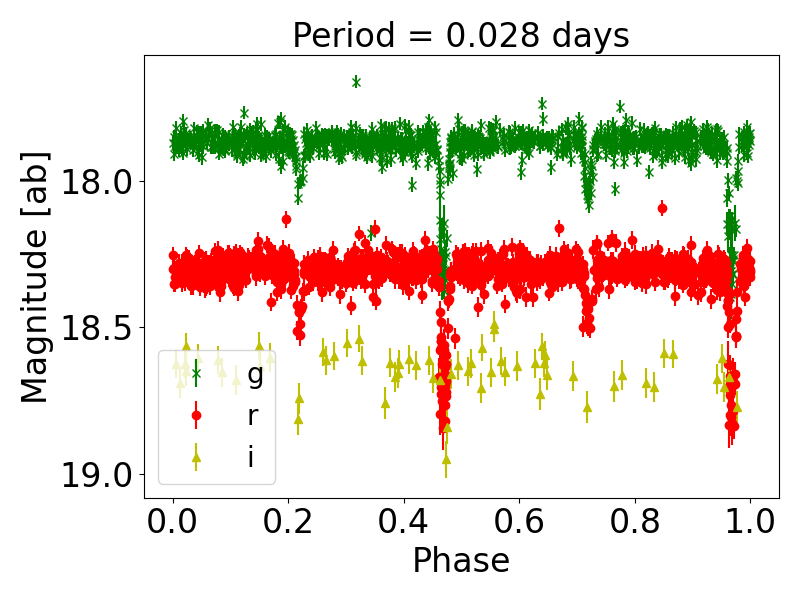 Period = 0.028 days
Magnitude [ab]
18.0
18.5
19.0
g
r
i
0.0 0.2 0.4 0.6 0.8 1.0
Phase